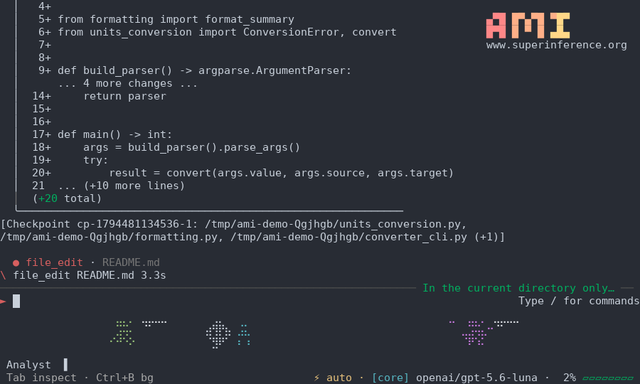 4+
5+ from formatting import format_summary
6+ from units_conversion import ConversionError, convert
7+
8+
9+ def build_parser() -> argparse.ArgumentParser:
... 4 more changes ...
14+     return parser
15+
16+
17+ def main() -> int:
18+     args = build_parser().parse_args()
19+     try:
20+         result = convert(args.value, args.source, args.target)
21  ... (+10 more lines)
(+20 total)
AMI
www.superinference.org
[Checkpoint cp-1794481134536-1: /tmp/ami-demo-Qgjhgb/units_conversion.py,
/tmp/ami-demo-Qgjhgb/formatting.py, /tmp/ami-demo-Qgjhgb/converter_cli.py (+1)]
● file_edit · README.md
\ file_edit README.md 3.3s
In the current directory only…
Type / for commands
Analyst
Tab inspect · Ctrl+B bg
⚡ auto · [core] openai/gpt-5.6-luna · 2%